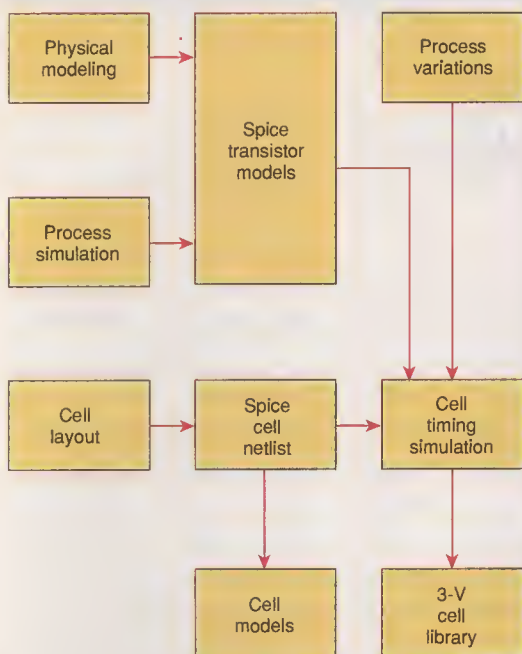 Physical
modeling
Spice
transistor
models
Process
variations
Process
simulation
Cell
layout
Spice
cell
netlist
Cell
timing
simulation
Cell
models
3-V
cell
library